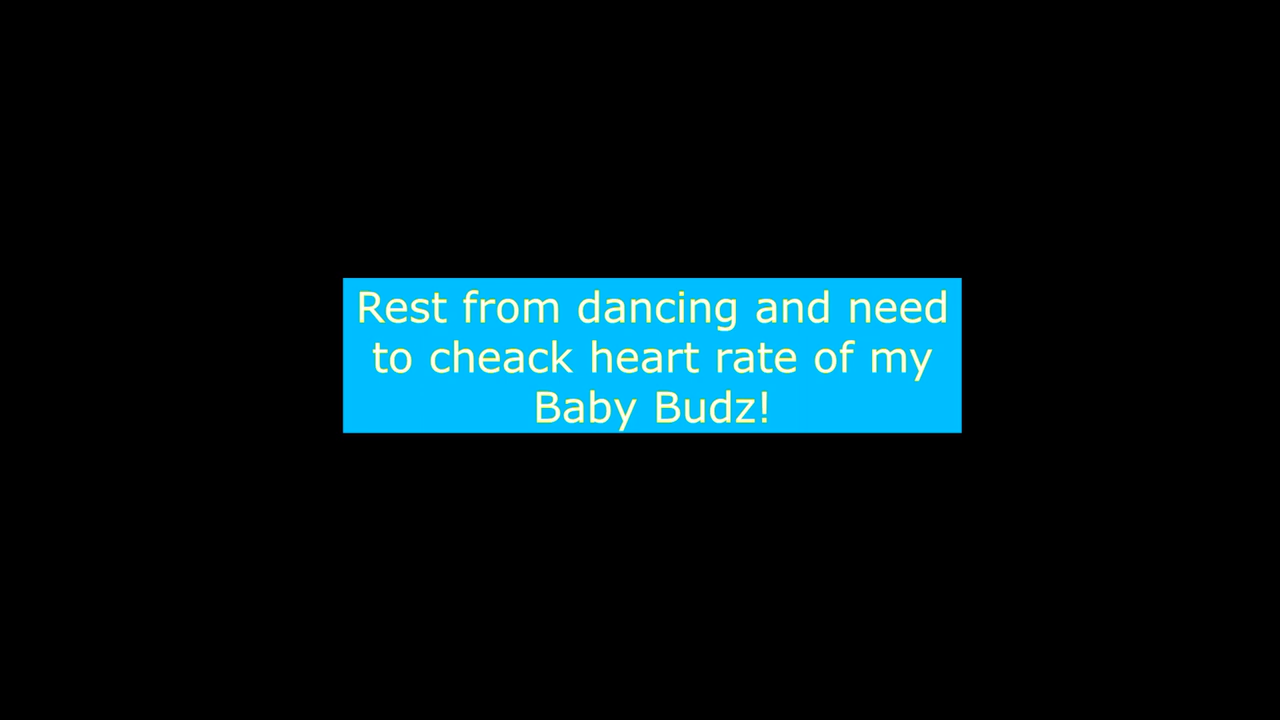 Rest from dancing and need
to cheack heart rate of my
Baby Budz!